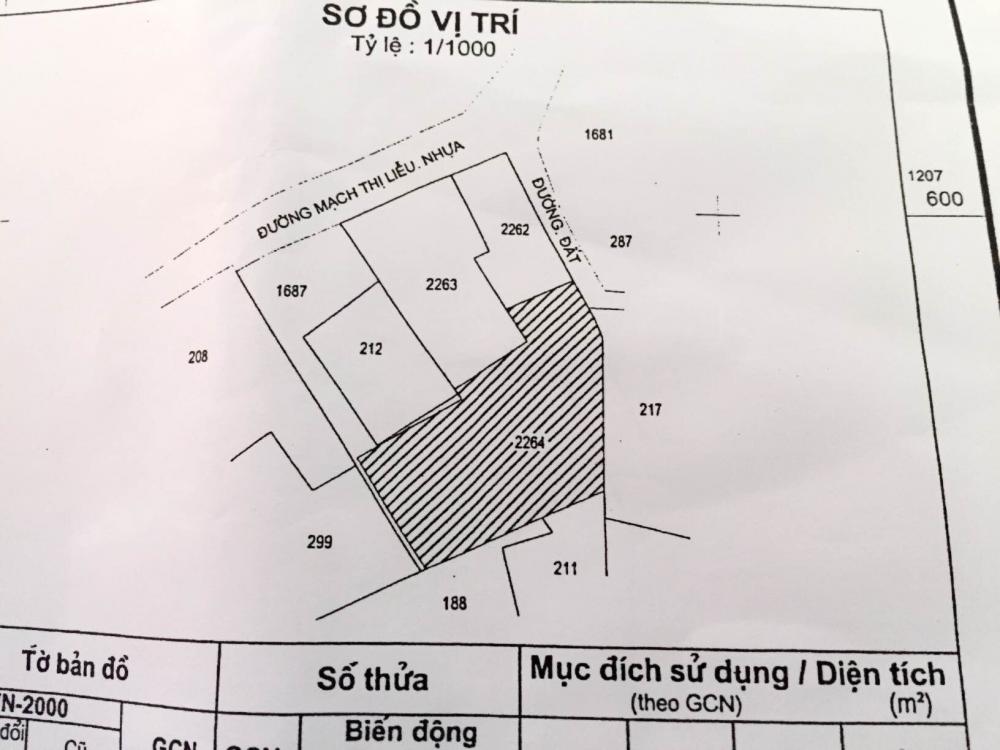 SƠ ĐỒ VỊ TRÍ
Tỷ lệ : 1/1000
1681
ĐƯỜNG MẠCH THỊ LIỄU. NHỰA
1207
600
ĐƯỜNG. ĐẤT
2262
287
1687
2263
212
208
217
2264
299
211
188
Tờ bản đồ
Số thửa
Mục đích sử dụng / Diện tích
(theo GCN)
(m²)
N-2000
Biến động
đổi
Cũ
GCN
GCN